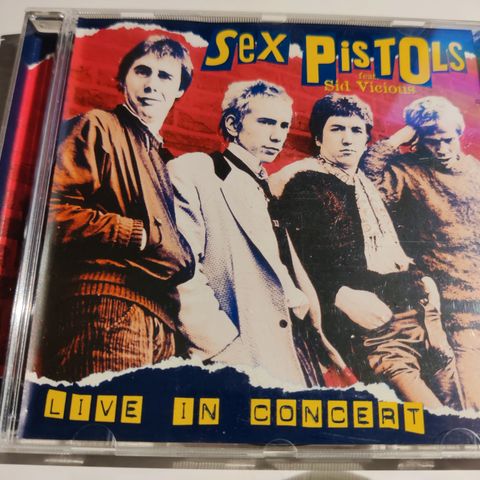 Sex PiSTOLS
feat.
Sid Vicious
LIVE IN CONCERT